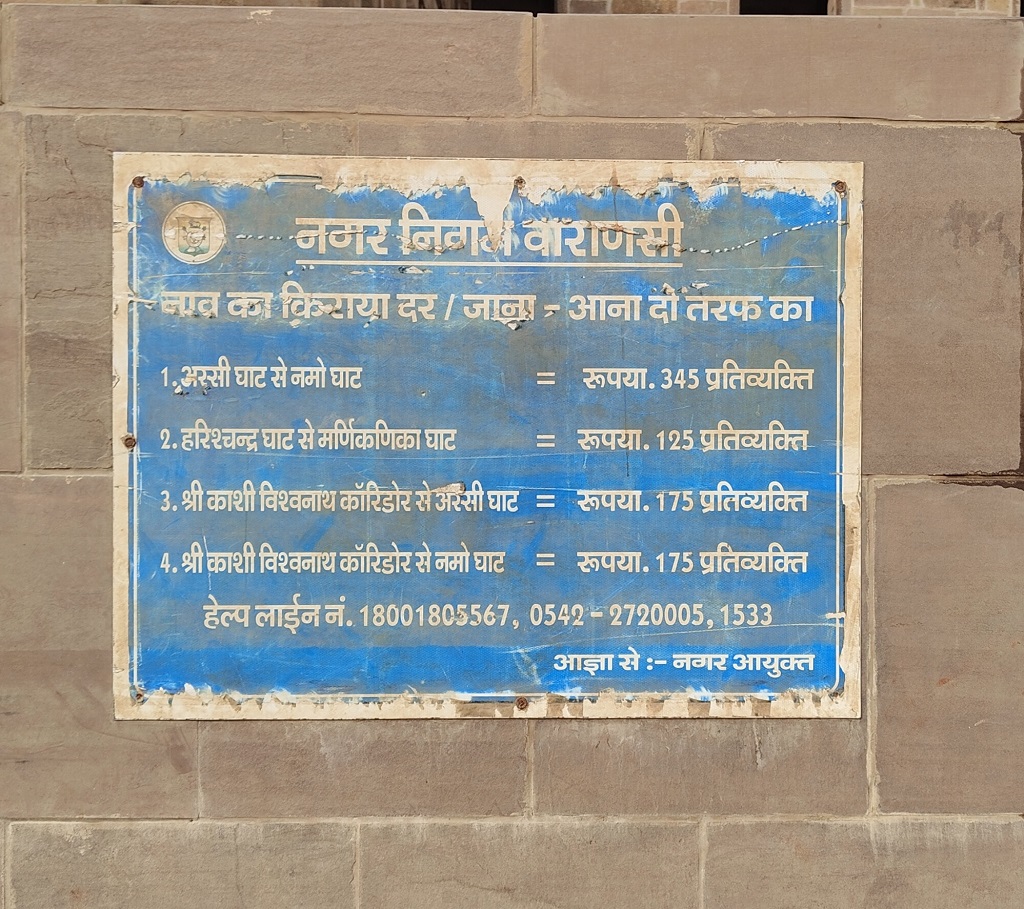 नगर निगम वाराणसी
नाव का किराया दर / जाना - आना दो तरफ का
1. अस्सी घाट से नमो घाट = रूपया. 345 प्रतिव्यक्ति
2. हरिश्चन्द्र घाट से मर्णिकणिका घाट = रूपया. 125 प्रतिव्यक्ति
3. श्री काशी विश्वनाथ कॉरिडोर से अस्सी घाट = रूपया. 175 प्रतिव्यक्ति
4. श्री काशी विश्वनाथ कॉरिडोर से नमो घाट = रूपया. 175 प्रतिव्यक्ति
हेल्प लाईन नं. 18001805567, 0542 - 2720005, 1533
आज्ञा से :- नगर आयुक्त